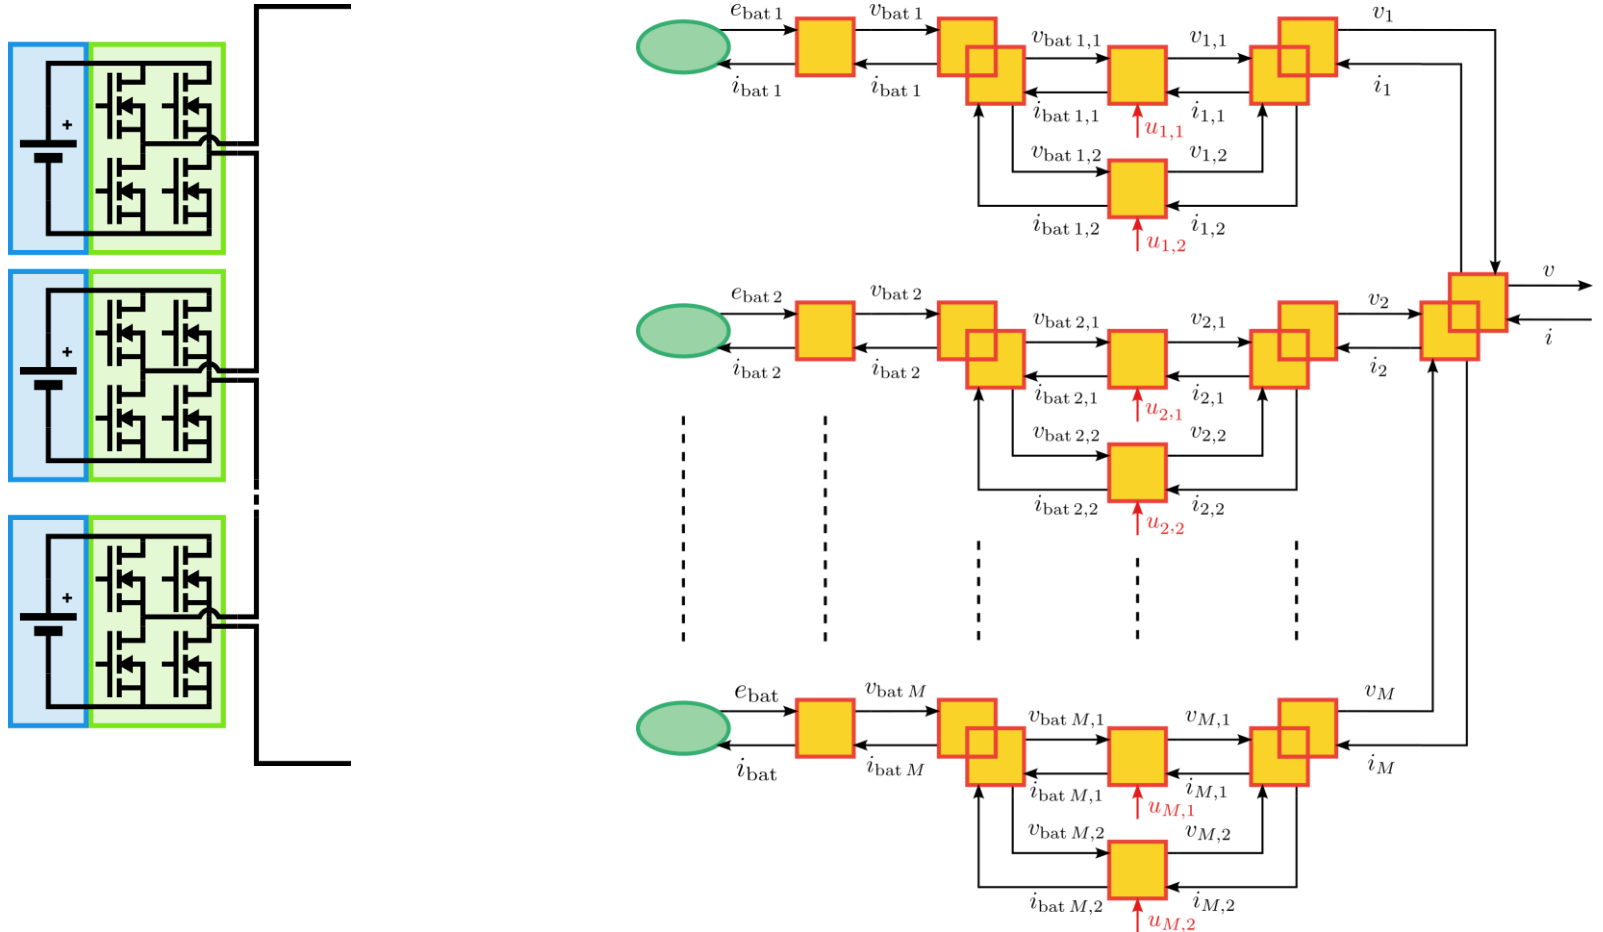 +
+
+
e_bat 1 v_bat 1 v_1
v_bat 1,1 v_1,1
i_bat 1 i_bat 1 i_1
i_bat 1,1 i_1,1
u_1,1
v_bat 1,2 v_1,2
i_bat 1,2 i_1,2
u_1,2
v
e_bat 2 v_bat 2 v_2
v_bat 2,1 v_2,1
i
i_bat 2 i_bat 2 i_2
i_bat 2,1 i_2,1
u_2,1
v_bat 2,2 v_2,2
i_bat 2,2 i_2,2
u_2,2
e_bat v_bat M v_M
v_bat M,1 v_M,1
i_bat i_bat M i_M
i_bat M,1 i_M,1
u_M,1
v_bat M,2 v_M,2
i_bat M,2 i_M,2
u_M,2